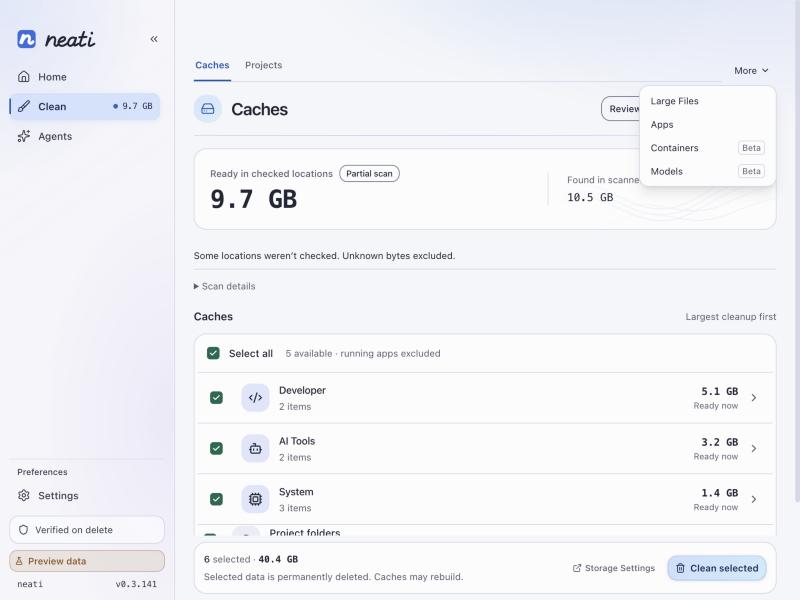 neati
Home
Clean
9.7 GB
Agents
Preferences
Settings
Verified on delete
Preview data
neati
v0.3.141
Caches
Projects
More
Large Files
Apps
Containers
Beta
Models
Beta
Caches
Review
Ready in checked locations
Partial scan
9.7 GB
Found in scanne
10.5 GB
Some locations weren't checked. Unknown bytes excluded.
Scan details
Caches
Largest cleanup first
Select all
5 available · running apps excluded
Developer
2 items
5.1 GB
Ready now
AI Tools
2 items
3.2 GB
Ready now
System
3 items
1.4 GB
Ready now
Project folders
6 selected · 40.4 GB
Selected data is permanently deleted. Caches may rebuild.
Storage Settings
Clean selected